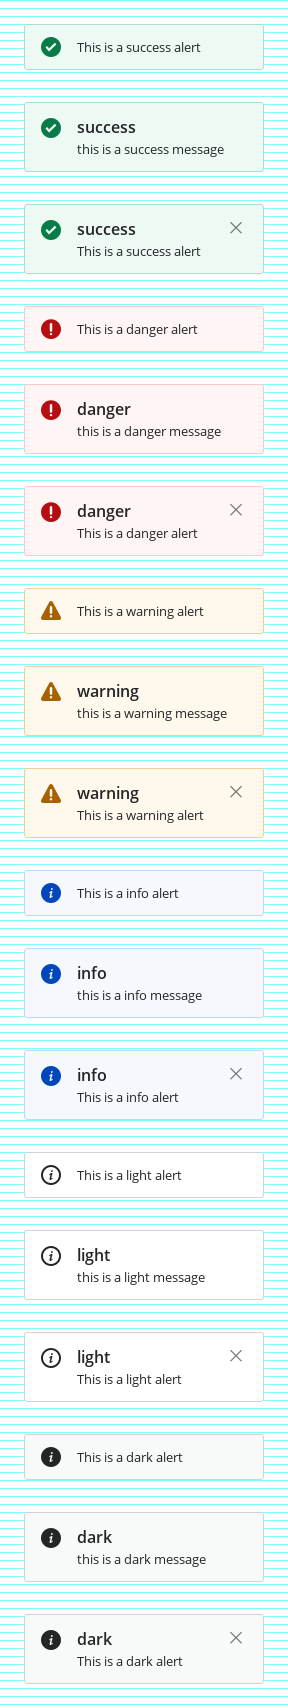 This is a success alert
success
this is a success message
success
This is a success alert
This is a danger alert
danger
this is a danger message
danger
This is a danger alert
This is a warning alert
warning
this is a warning message
warning
This is a warning alert
This is a info alert
info
this is a info message
info
This is a info alert
This is a light alert
light
this is a light message
light
This is a light alert
This is a dark alert
dark
this is a dark message
dark
This is a dark alert